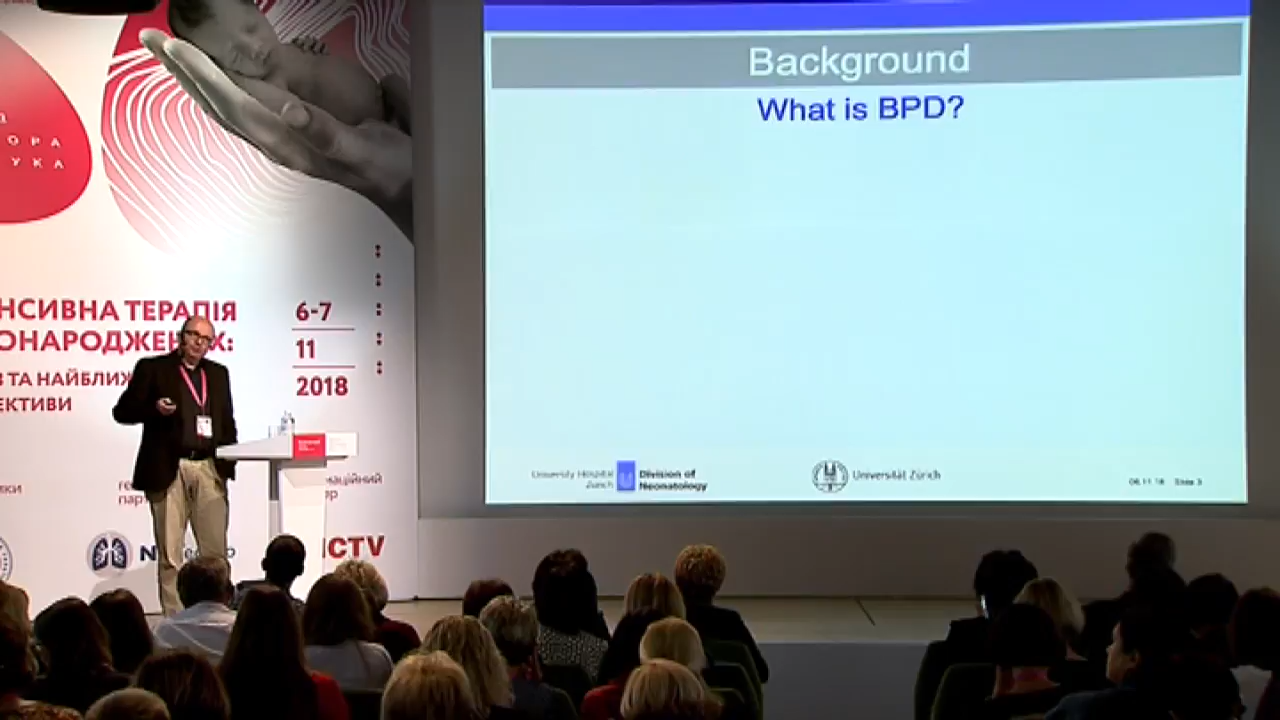 ОРА
УКА
НСИВНА ТЕРАПІЯ
ОНАРОДЖЕНИХ:
В ТА НАЙБЛИЖ
ЕКТИВИ
6-7
11
2018
ICTV
Background
What is BPD?
University Hospital
Zurich
Division of
Neonatology
Universität Zürich
06.11.18 Slide 3